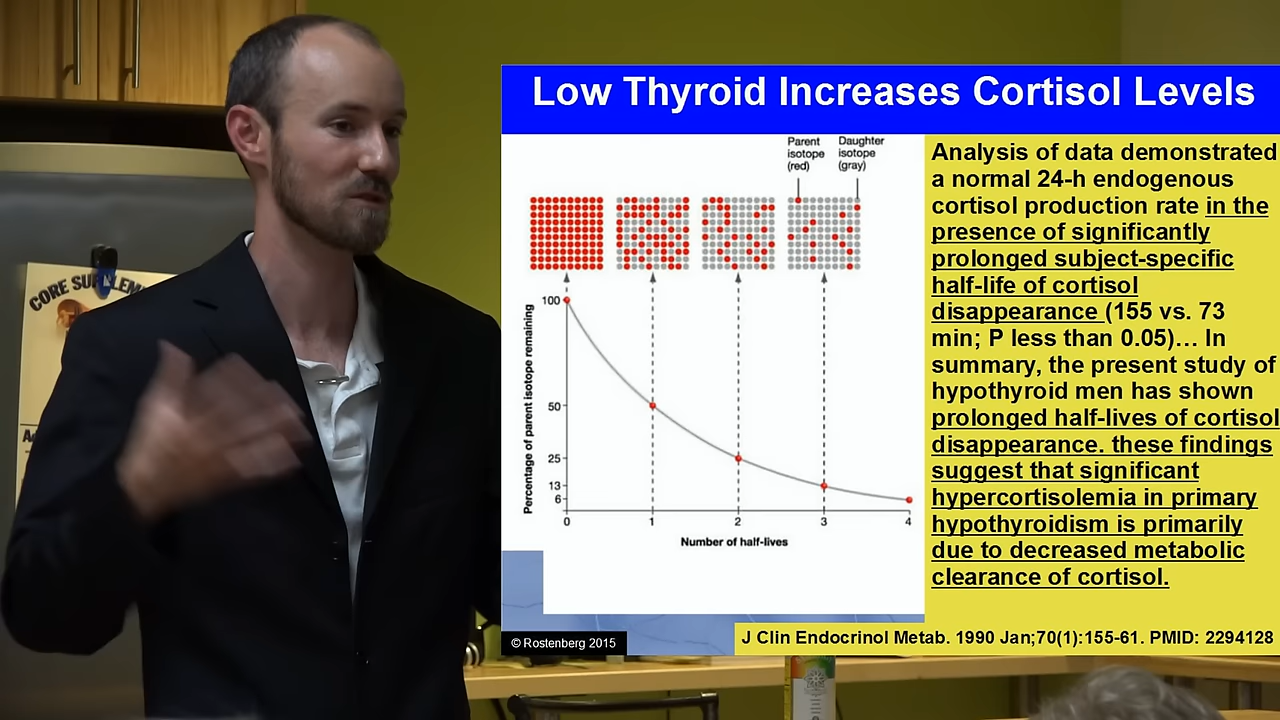 Low Thyroid Increases Cortisol Levels
Parent
isotope
(red)
Daughter
isotope
(gray)
Percentage of parent isotope remaining
100
50
25
13
6
0
1
2
3
4
Number of half-lives
Analysis of data demonstrated
a normal 24-h endogenous
cortisol production rate in the
presence of significantly
prolonged subject-specific
half-life of cortisol
disappearance (155 vs. 73
min; P less than 0.05)... In
summary, the present study of
hypothyroid men has shown
prolonged half-lives of cortisol
disappearance. these findings
suggest that significant
hypercortisolemia in primary
hypothyroidism is primarily
due to decreased metabolic
clearance of cortisol.
© Rostenberg 2015
J Clin Endocrinol Metab. 1990 Jan;70(1):155-61. PMID: 2294128
CORE